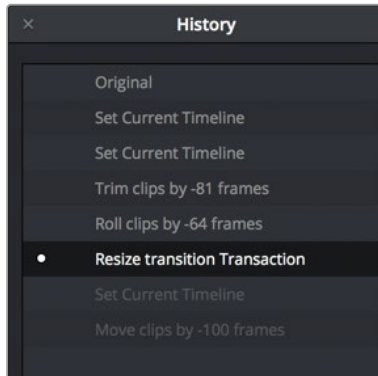 History
Original
Set Current Timeline
Set Current Timeline
Trim clips by -81 frames
Roll clips by -64 frames
Resize transition Transaction
Set Current Timeline
Move clips by -100 frames